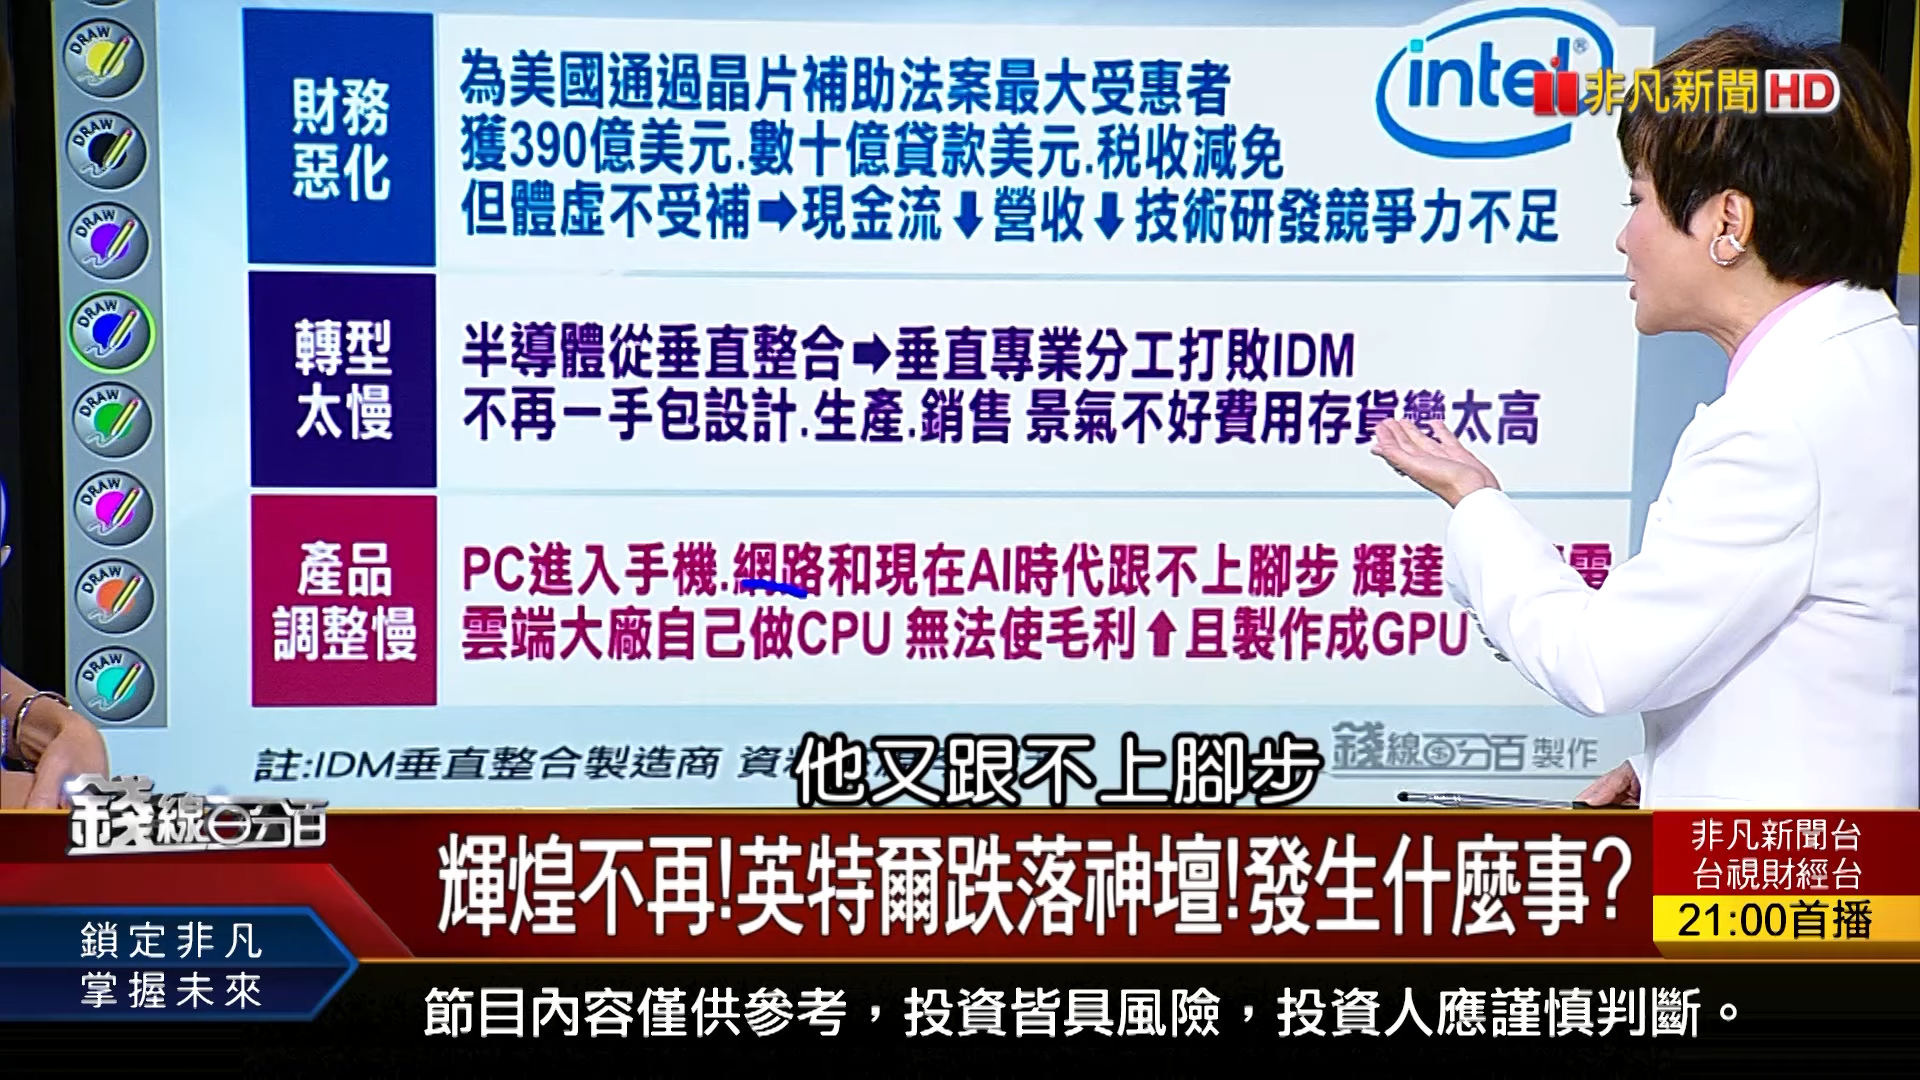 DRAW
DRAW
DRAW
DRAW
DRAW
DRAW
DRAW
DRAW
intel
非凡新聞HD
財務
惡化
為美國通過晶片補助法案最大受惠者
獲390億美元.數十億貸款美元.稅收減免
但體虛不受補➡現金流⬇營收⬇技術研發競爭力不足
轉型
太慢
半導體從垂直整合➡垂直專業分工打敗IDM
不再一手包設計.生產.銷售 景氣不好費用存貨變太高
產品
調整慢
PC進入手機.網路和現在AI時代跟不上腳步 輝達
雲端大廠自己做CPU 無法使毛利⬆且製作成GPU
註:IDM垂直整合製造商 資
錢線百分百製作
他又跟不上腳步
錢線百分百
輝煌不再!英特爾跌落神壇!發生什麼事?
非凡新聞台
台視財經台
21:00首播
鎖定非凡
掌握未來
節目內容僅供參考，投資皆具風險，投資人應謹慎判斷。